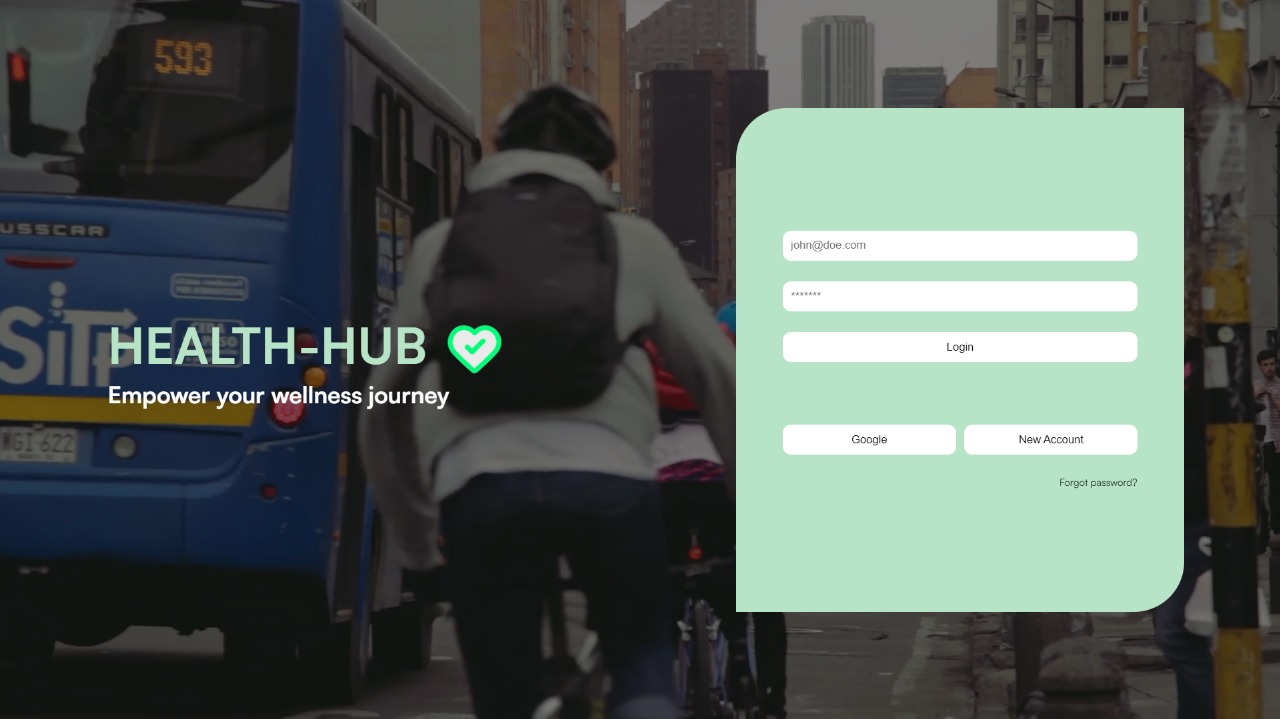 593
USSCAR
SiTP
WGI 622
HEALTH-HUB
Empower your wellness journey
john@doe.com
*******
Login
Google
New Account
Forgot password?